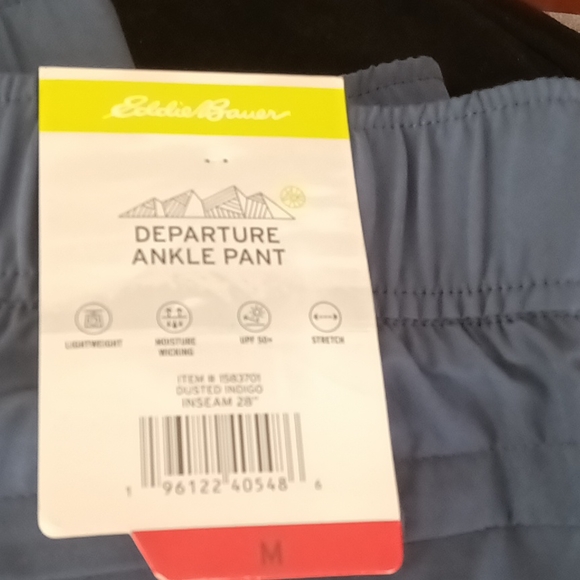 Eddie Bauer
DEPARTURE
ANKLE PANT
LIGHTWEIGHT
MOISTURE
WICKING
UPF 50+
STRETCH
ITEM # 1583701
DUSTED INDIGO
INSEAM 28"
1 96122 40548 6
M